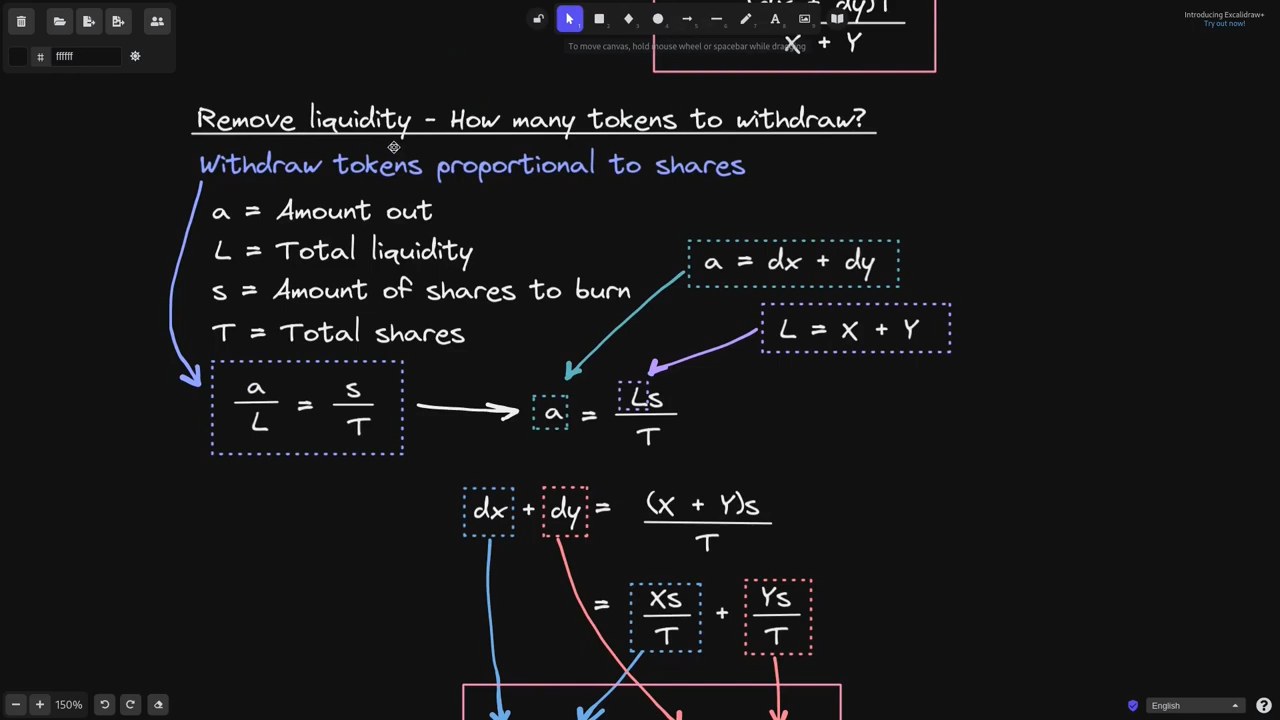 Introducing Excalidraw+
Try out now!
# ffffff
To move canvas, hold mouse wheel or spacebar while dragging
X + Y
Remove liquidity - How many tokens to withdraw?
Withdraw tokens proportional to shares
a = Amount out
L = Total liquidity
s = Amount of shares to burn
T = Total shares
a = dx + dy
L = X + Y
a / L = s / T
a = Ls / T
dx + dy = (X + Y)s / T
= Xs / T + Ys / T
150%
English